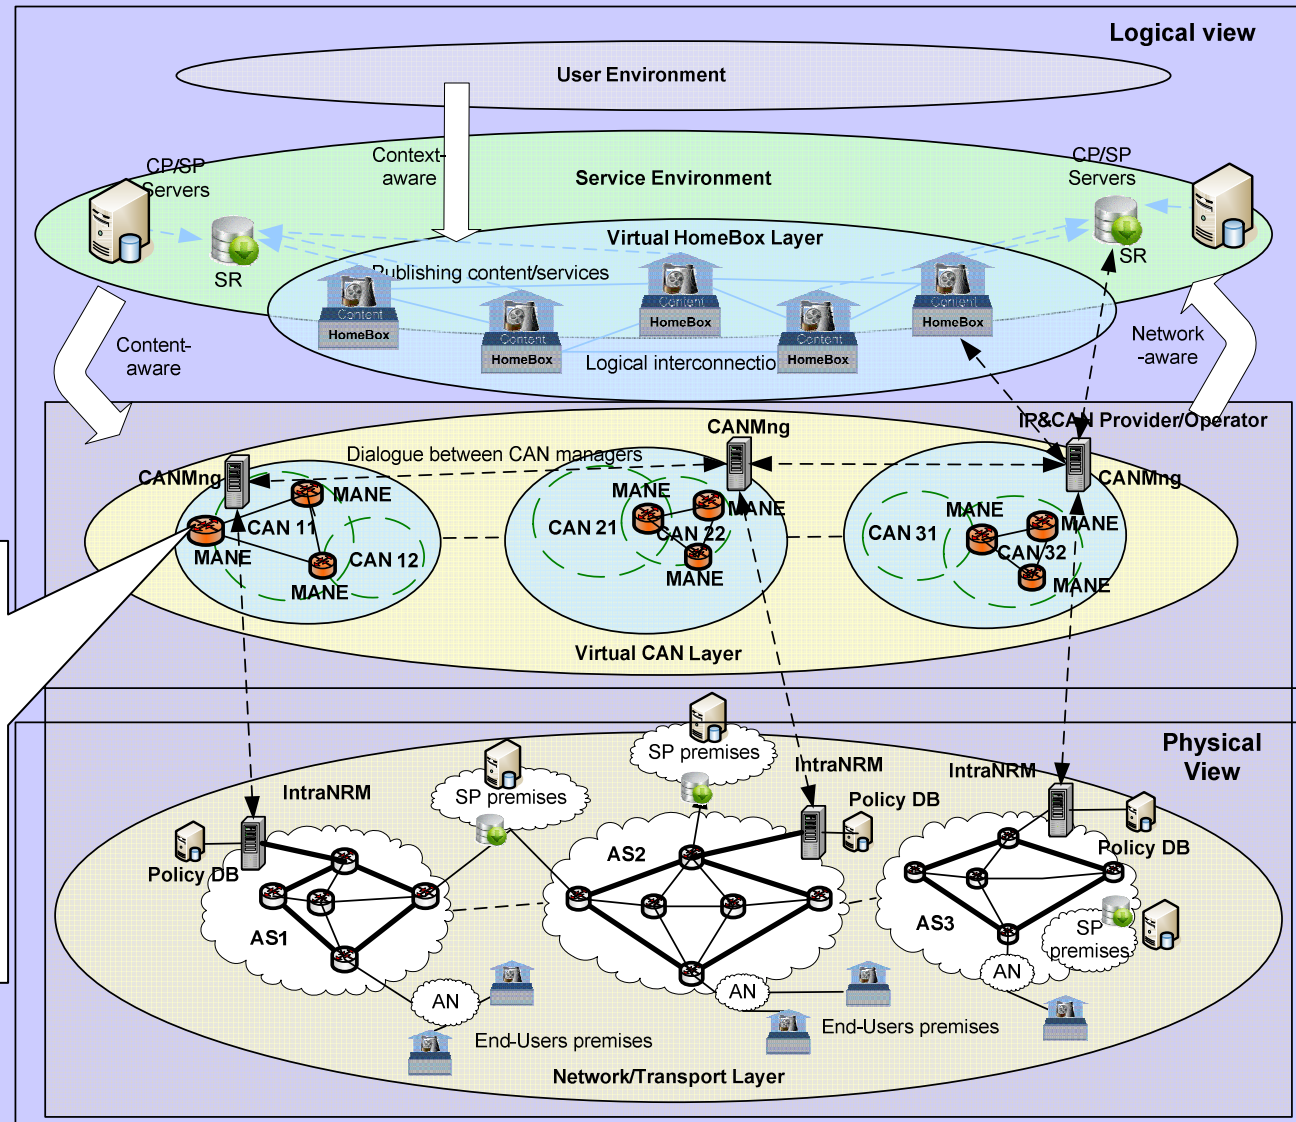 Logical view
User Environment
Context-
aware
CP/SP
Servers
Service Environment
CP/SP
Servers
SR
Virtual HomeBox Layer
SR
Publishing content/services
Content
HomeBox
Content
HomeBox
Content
HomeBox
Content
HomeBox
Content
HomeBox
Logical interconnectio
Content-
aware
Network
-aware
IP&CAN Provider/Operator
CANMng
Dialogue between CAN managers
CANMng
CANMng
MANE
CAN 11
MANE
CAN 12
MANE
MANE
CAN 21
MANE
CAN 22
MANE
CAN 31
MANE
MANE
CAN 32
MANE
Virtual CAN Layer
Physical
View
SP premises
SP premises
IntraNRM
IntraNRM
IntraNRM
Policy DB
Policy DB
Policy DB
AS1
AS2
AS3
SP
premises
AN
AN
AN
End-Users premises
End-Users premises
Network/Transport Layer